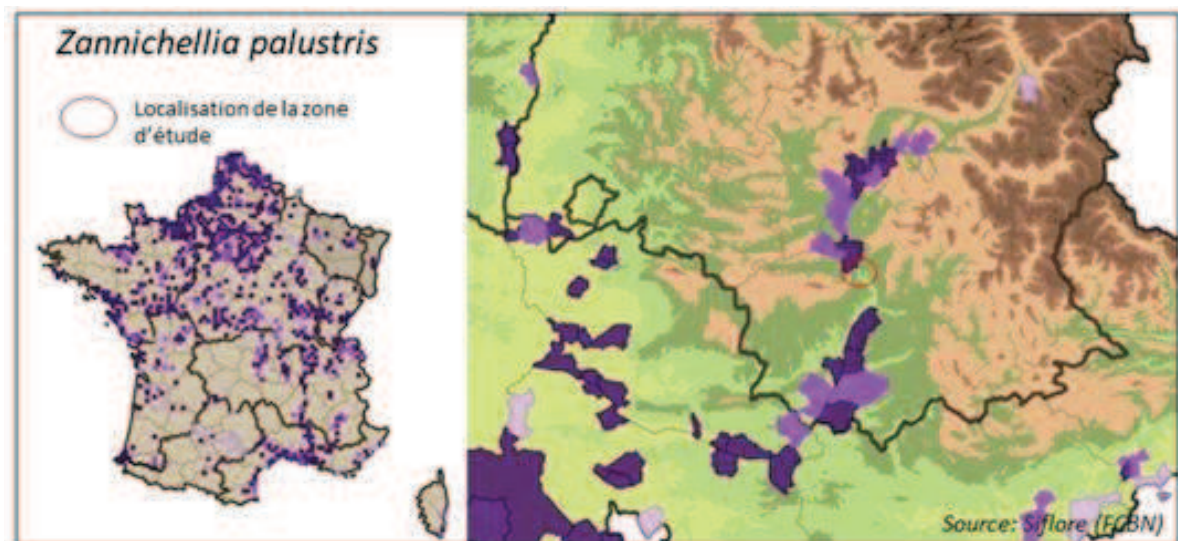 Zannichellia palustris
Localisation de la zone
d'étude
Source: Siflore (FCBN)